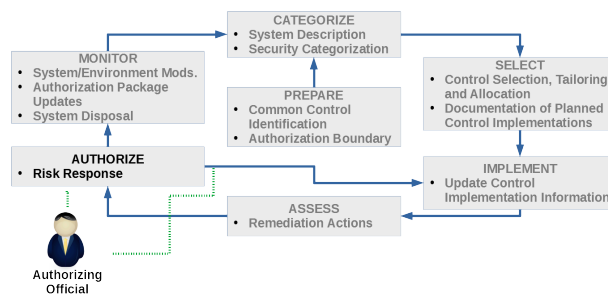 CATEGORIZE
• System Description
• Security Categorization
MONITOR
• System/Environment Mods.
• Authorization Package
Updates
• System Disposal
SELECT
• Control Selection, Tailoring
and Allocation
• Documentation of Planned
Control Implementations
PREPARE
• Common Control
Identification
• Authorization Boundary
AUTHORIZE
• Risk Response
IMPLEMENT
• Update Control
Implementation Information
ASSESS
• Remediation Actions
Authorizing
Official